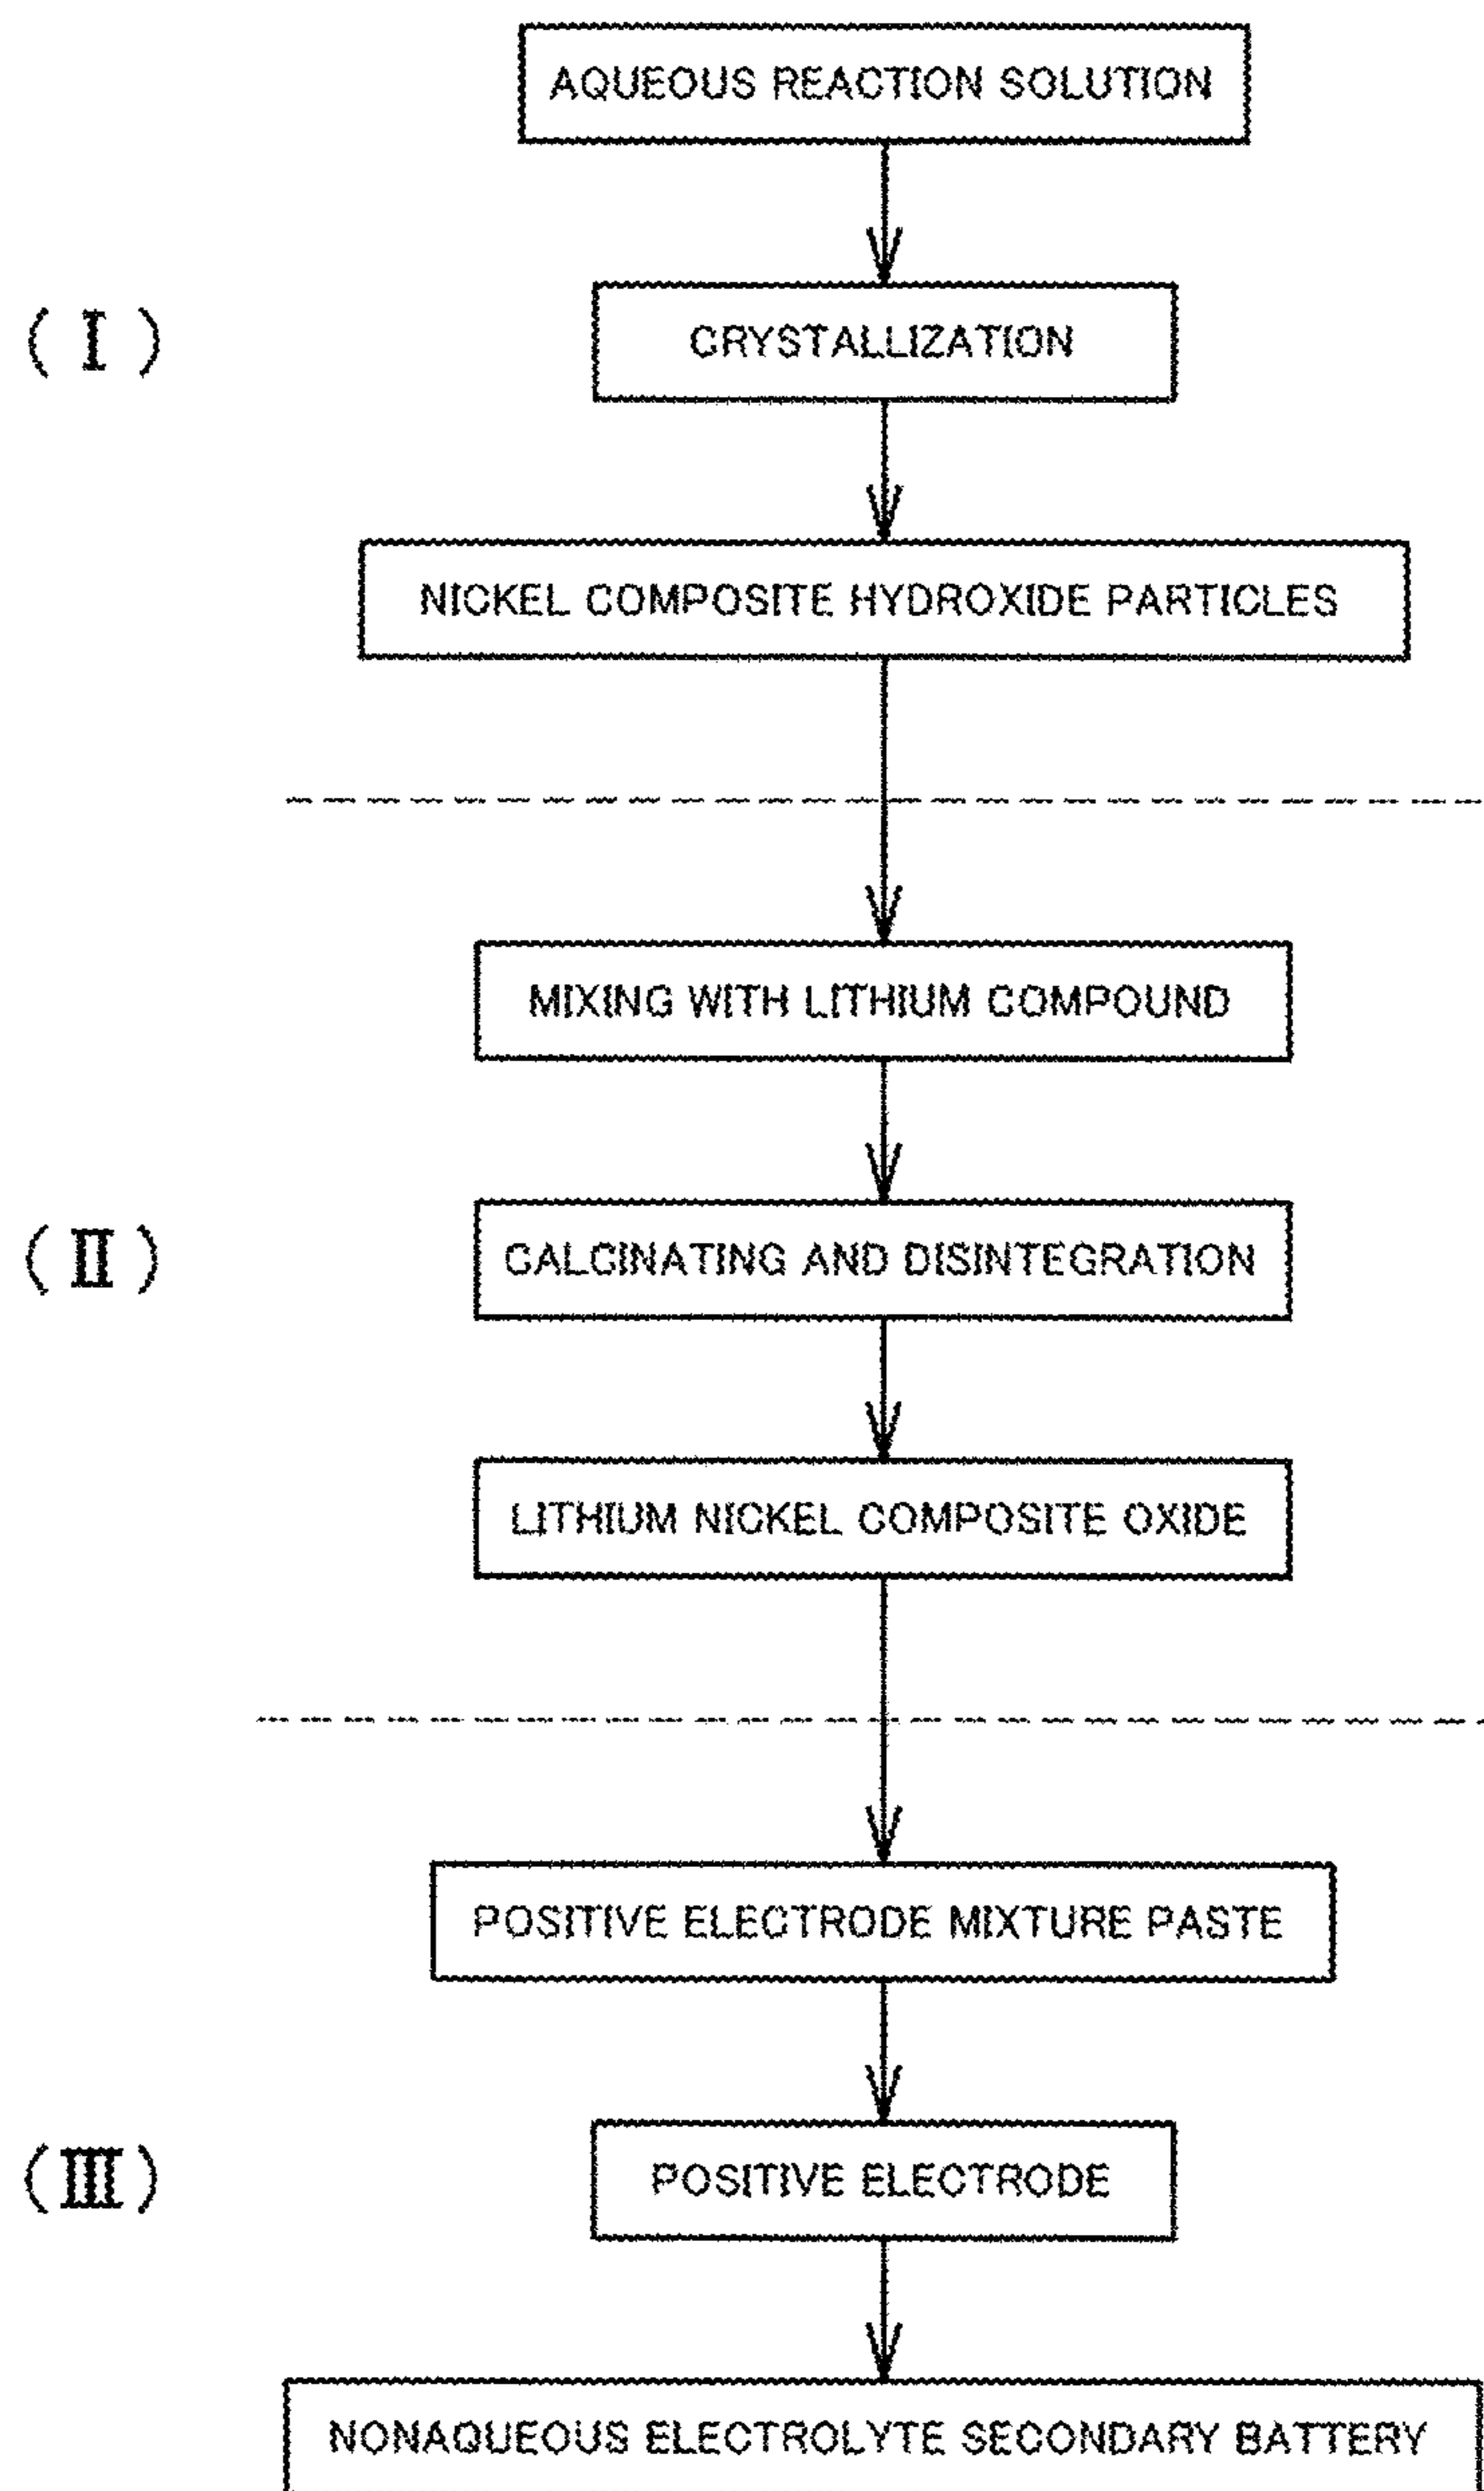 AQUEOUS REACTION SOLUTION
(Ⅰ)
CRYSTALLIZATION
NICKEL COMPOSITE HYDROXIDE PARTICLES
MIXING WITH LITHIUM COMPOUND
(Ⅱ)
CALCINATING AND DISINTEGRATION
LITHIUM NICKEL COMPOSITE OXIDE
POSITIVE ELECTRODE MIXTURE PASTE
(Ⅲ)
POSITIVE ELECTRODE
NONAQUEOUS ELECTROLYTE SECONDARY BATTERY